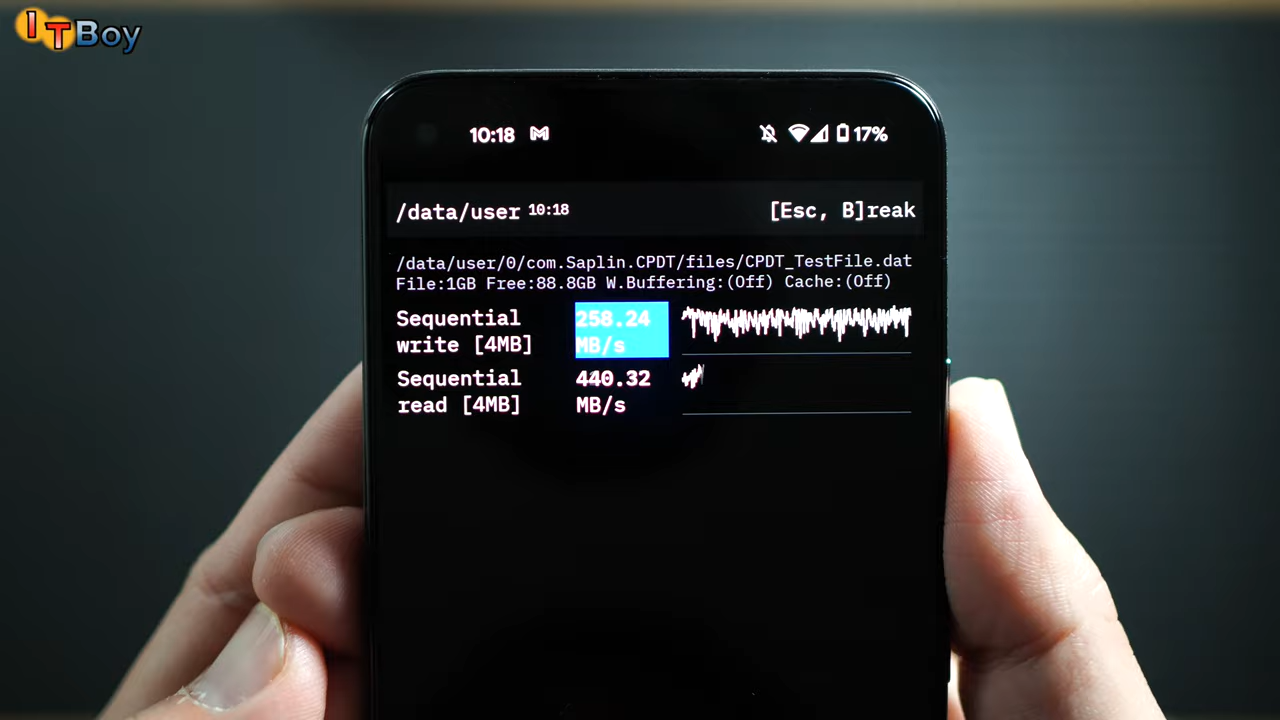 ITBoy
10:18 17%
/data/user 10:18 [Esc, B]reak
/data/user/0/com.Saplin.CPDT/files/CPDT_TestFile.dat
File:1GB Free:88.8GB W.Buffering:(Off) Cache:(Off)
Sequential 258.24
write [4MB] MB/s
Sequential 440.32
read [4MB] MB/s